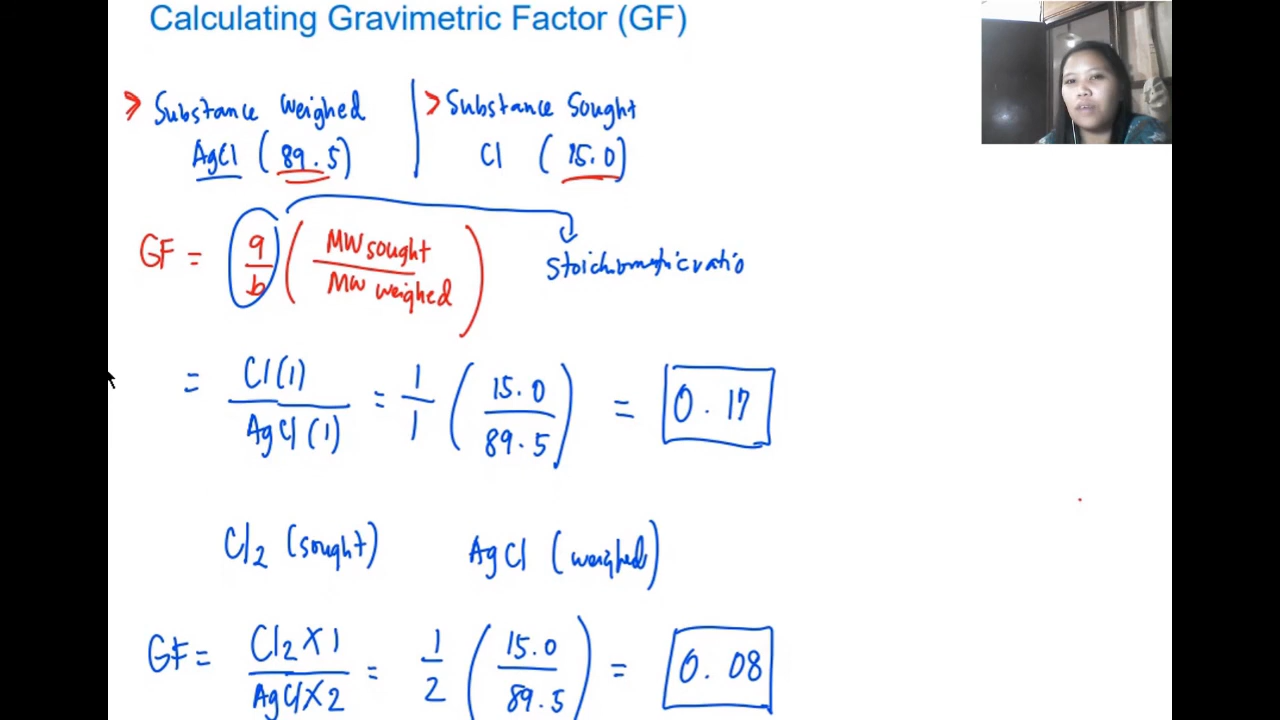 Calculating Gravimetric Factor (GF)
> Substance weighed | > Substance Sought
AgCl (89.5) Cl (15.0)
GF = a/b (MW sought / MW weighed) Stoichiometric ratio
= Cl(1) / AgCl(1) = 1/1 (15.0 / 89.5) = 0.17
Cl₂ (sought) AgCl (weighed)
GF = Cl₂ X 1 / AgCl X 2 = 1/2 (15.0 / 89.5) = 0.08